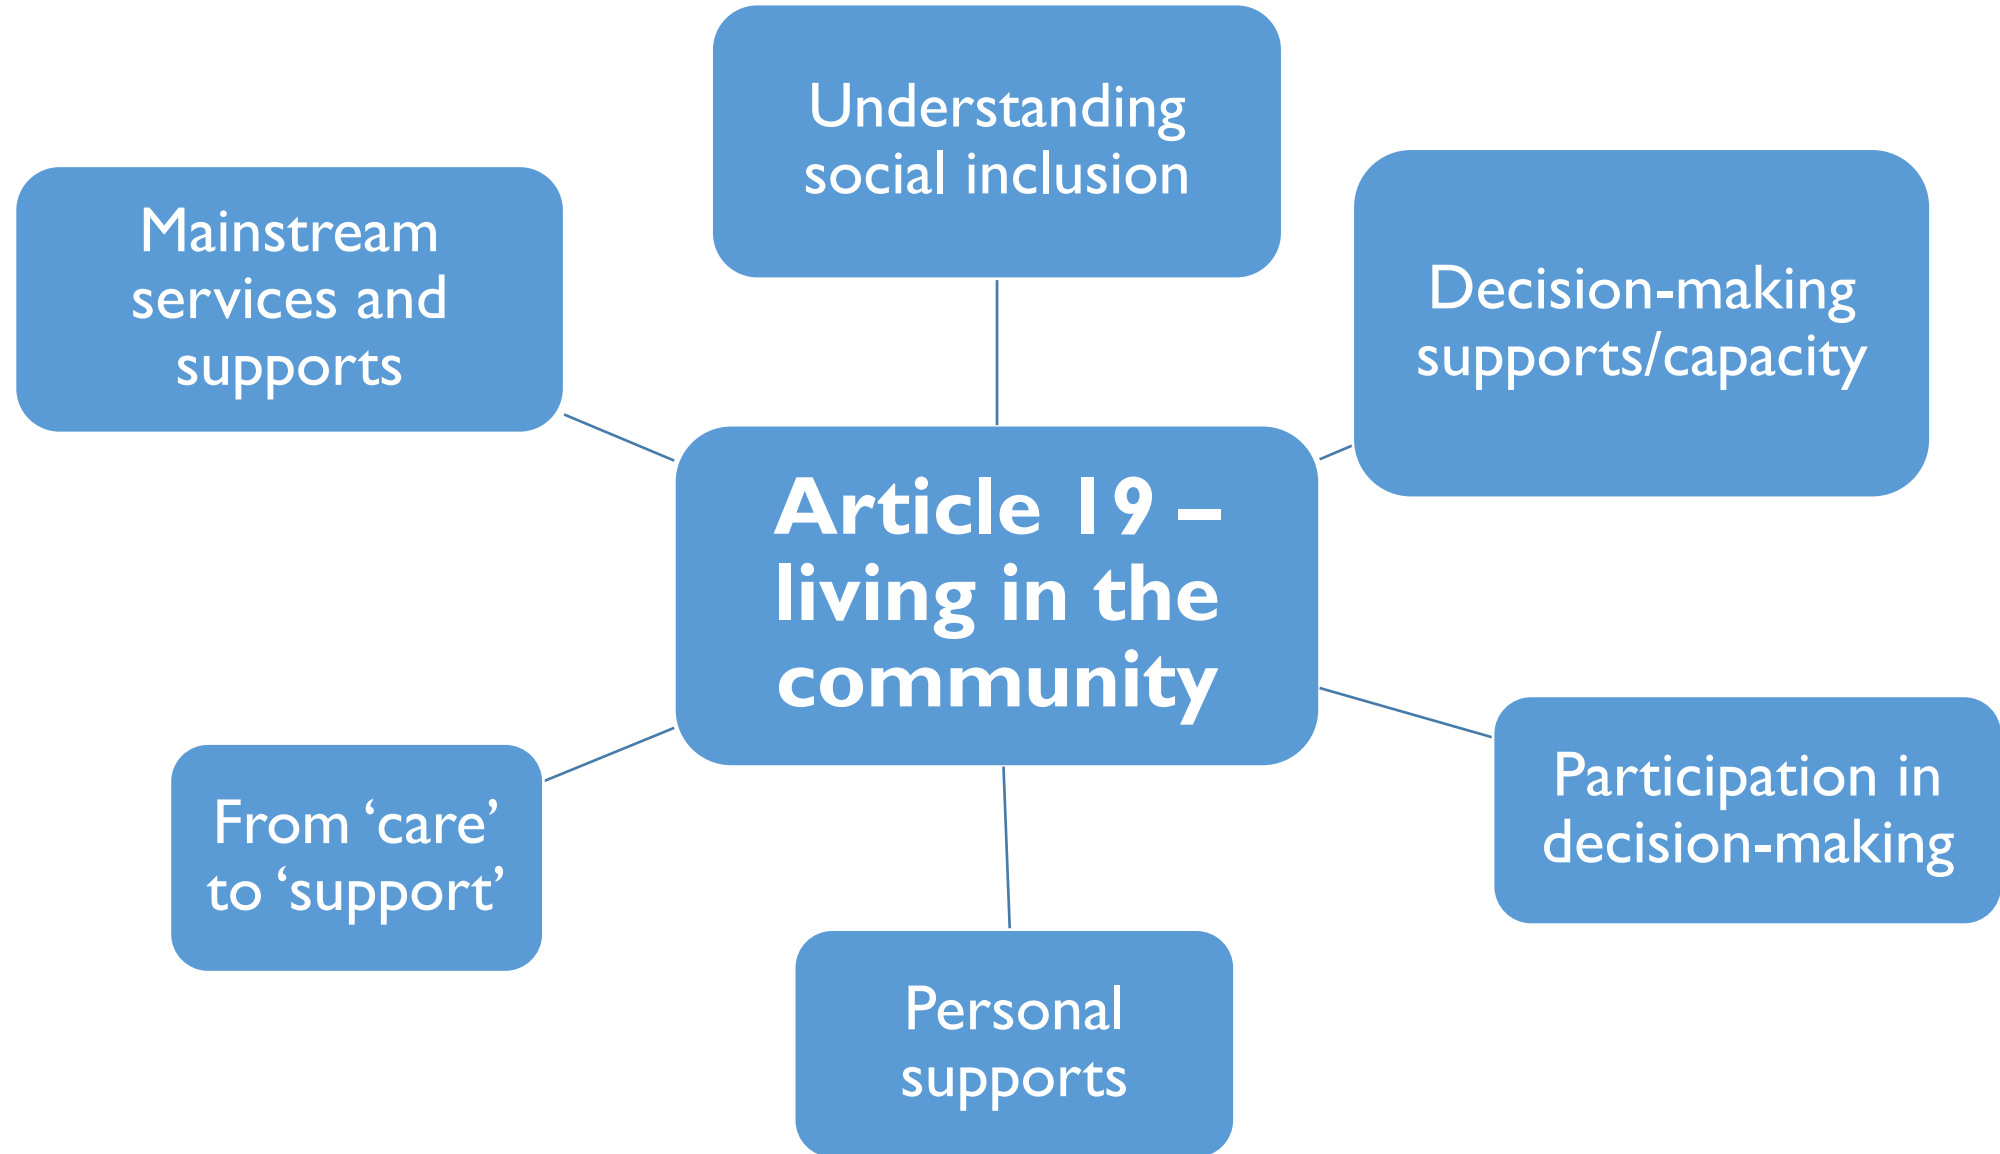 Understanding
social inclusion
Mainstream
services and
supports
Decision-making
supports/capacity
Article 19 –
living in the
community
Participation in
decision-making
From ‘care’
to ‘support’
Personal
supports